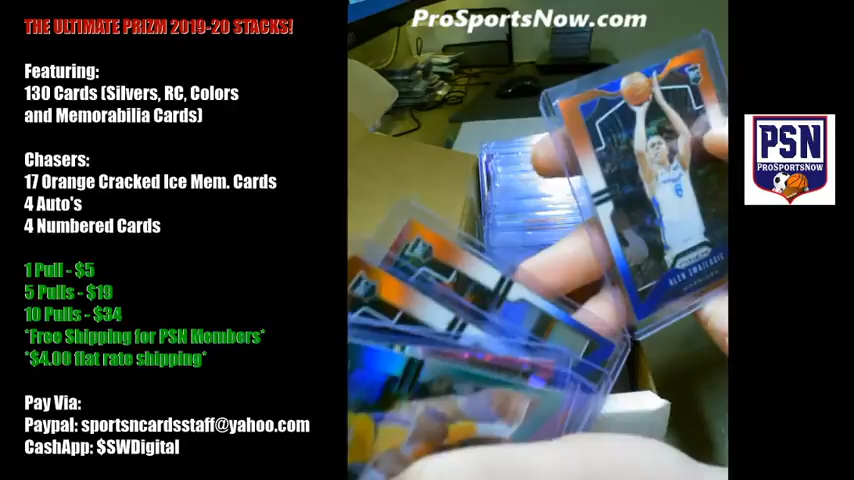 THE ULTIMATE PRIZM 2019-20 STACKS!
Featuring:
130 Cards (Silvers, RC, Colors
and Memorabilia Cards)
Chasers:
17 Orange Cracked Ice Mem. Cards
4 Auto's
4 Numbered Cards
1 Pull - $5
5 Pulls - $19
10 Pulls - $34
*Free Shipping for PSN Members*
*$4.00 flat rate shipping*
Pay Via:
Paypal: sportsncardsstaff@yahoo.com
CashApp: $SWDigital
ProSportsNow.com
PRIZM
ALEN SMAILAGIC
PSN
PROSPORTSNOW